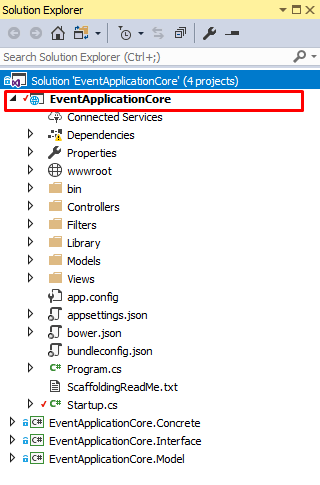 Solution Explorer
Search Solution Explorer (Ctrl+;)
Solution 'EventApplicationCore' (4 projects)
EventApplicationCore
Connected Services
Dependencies
Properties
wwwroot
bin
Controllers
Filters
Library
Models
Views
app.config
appsettings.json
bower.json
bundleconfig.json
C# Program.cs
ScaffoldingReadMe.txt
C# Startup.cs
C# EventApplicationCore.Concrete
C# EventApplicationCore.Interface
C# EventApplicationCore.Model